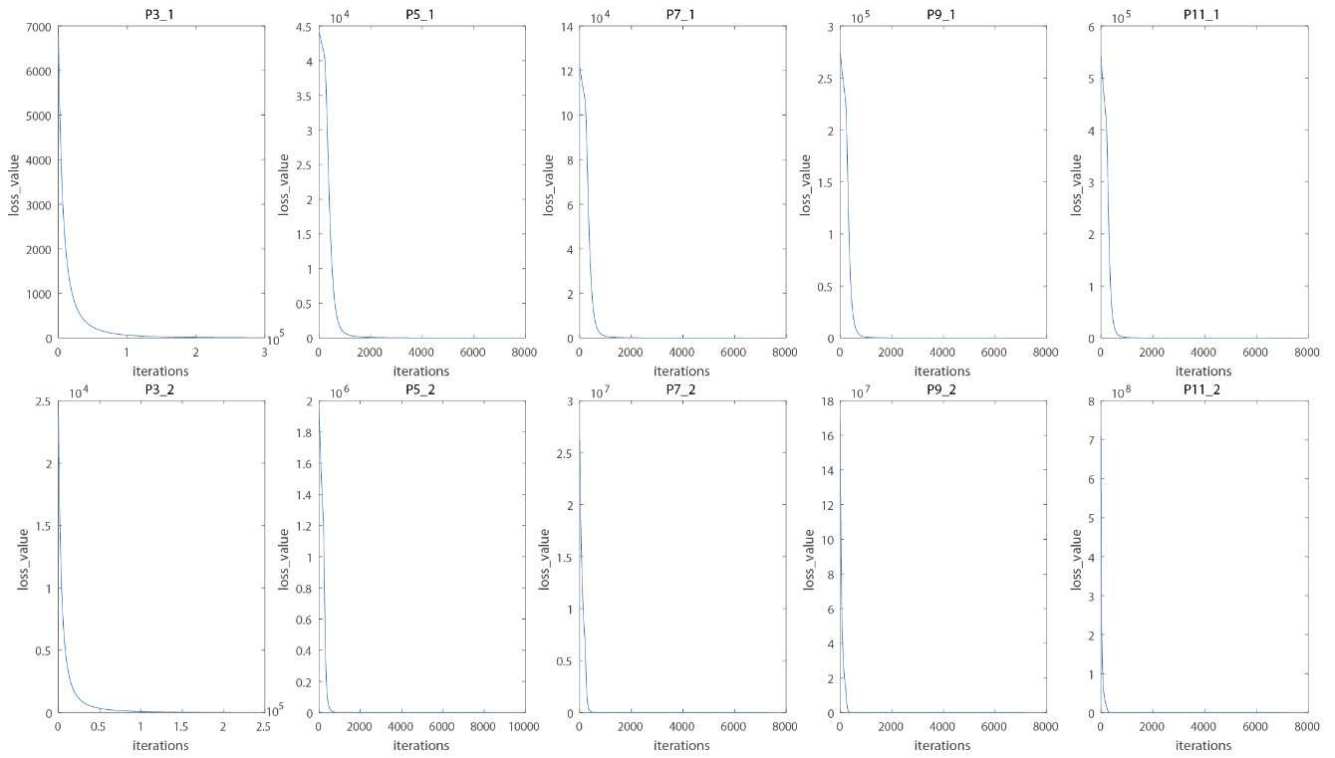 P3_1
7000
6000
5000
4000
3000
2000
1000
0
loss_value
0 1 2 3
10^5
iterations
P5_1
10^4
4.5
4
3.5
3
2.5
2
1.5
1
0.5
0
loss_value
0 2000 4000 6000 8000
iterations
P7_1
10^4
14
12
10
8
6
4
2
0
loss_value
0 2000 4000 6000 8000
iterations
P9_1
10^5
3
2.5
2
1.5
1
0.5
0
loss_value
0 2000 4000 6000 8000
iterations
P11_1
10^5
6
5
4
3
2
1
0
loss_value
0 2000 4000 6000 8000
iterations
P3_2
10^4
2.5
2
1.5
1
0.5
0
loss_value
0 0.5 1 1.5 2 2.5
10^5
iterations
P5_2
10^6
2
1.8
1.6
1.4
1.2
1
0.8
0.6
0.4
0.2
0
loss_value
0 2000 4000 6000 8000 10000
iterations
P7_2
10^7
3
2.5
2
1.5
1
0.5
0
loss_value
0 2000 4000 6000 8000
iterations
P9_2
10^7
18
16
14
12
10
8
6
4
2
0
loss_value
0 2000 4000 6000 8000
iterations
P11_2
10^8
8
7
6
5
4
3
2
1
0
loss_value
0 2000 4000 6000 8000
iterations